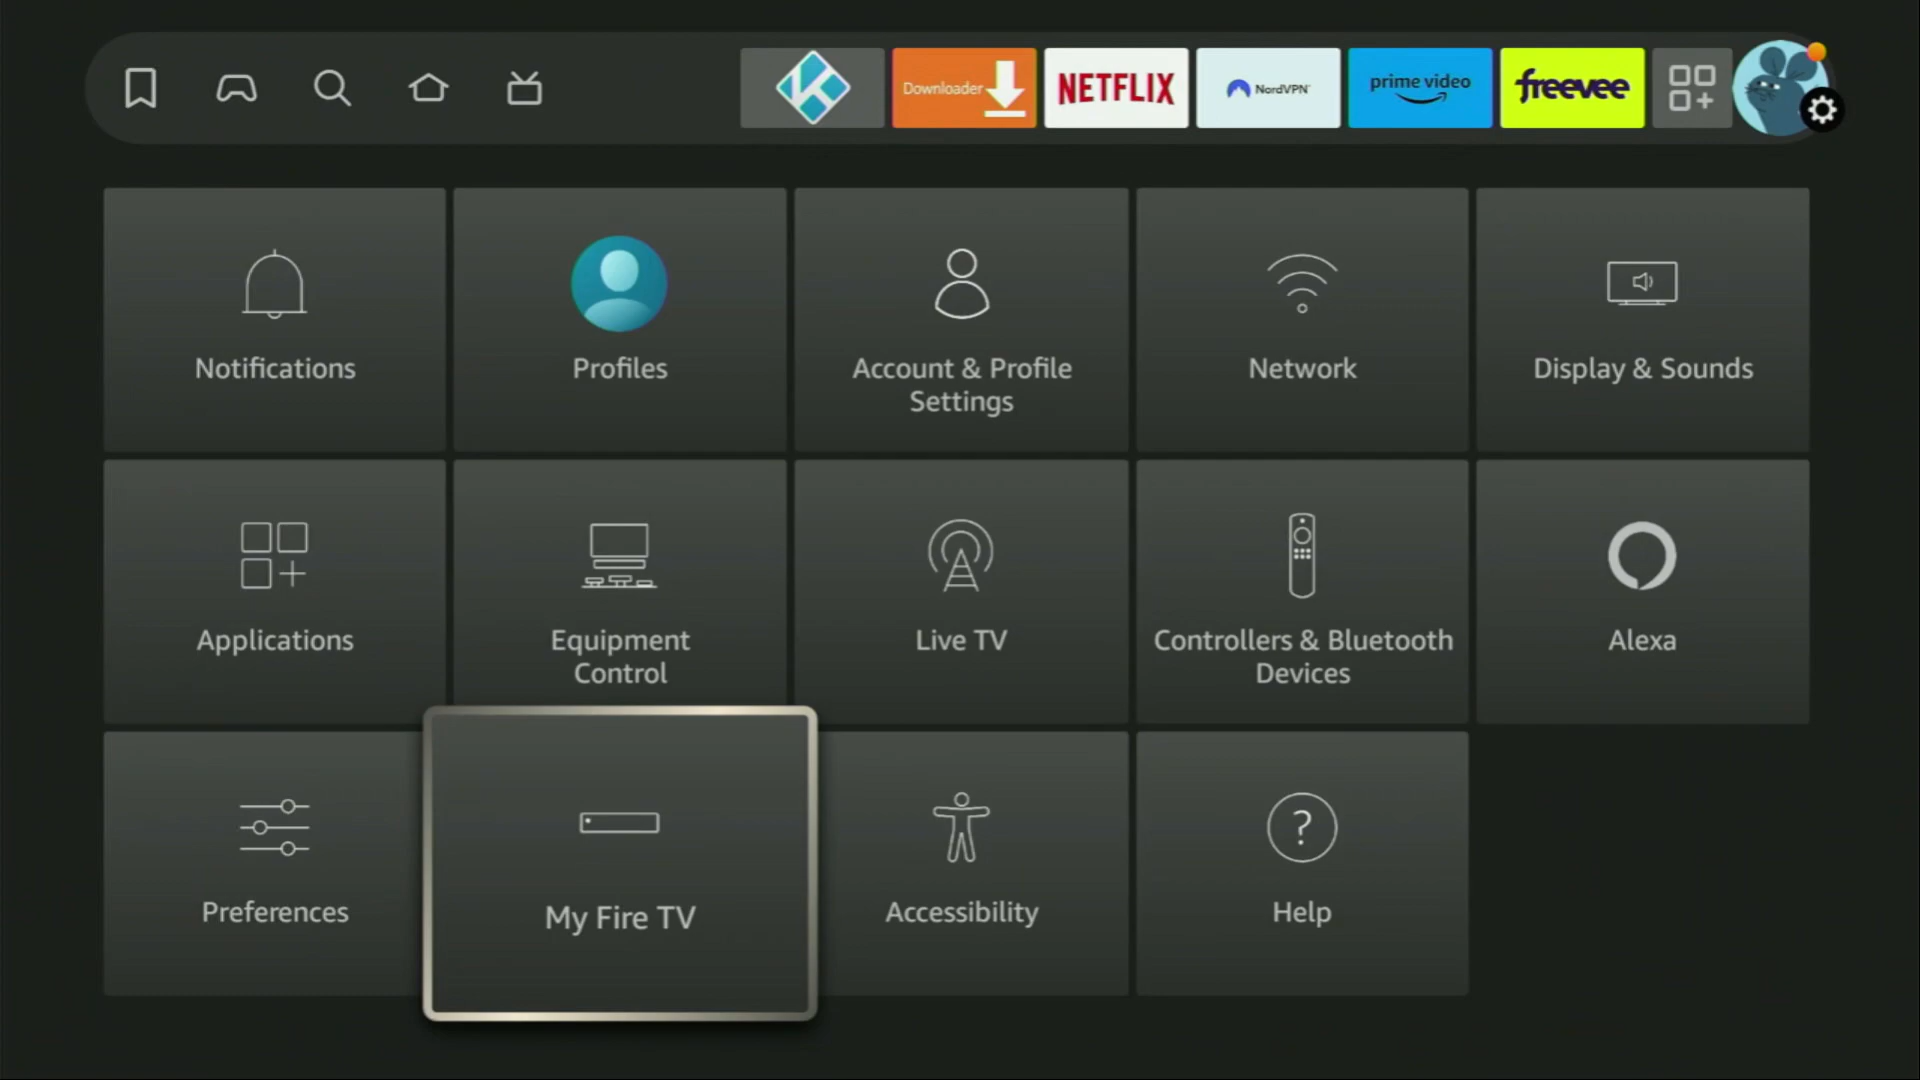 Downloader
NETFLIX
NordVPN
prime video
freevee
Notifications
Profiles
Account & Profile
Settings
Network
Display & Sounds
Applications
Equipment
Control
Live TV
Controllers & Bluetooth
Devices
Alexa
Preferences
My Fire TV
Accessibility
?
Help